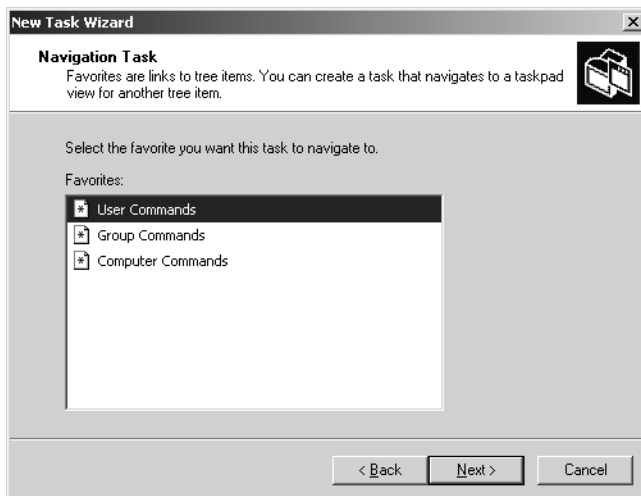 New Task Wizard
Navigation Task
Favorites are links to tree items. You can create a task that navigates to a taskpad
view for another tree item.
Select the favorite you want this task to navigate to.
Favorites:
User Commands
Group Commands
Computer Commands
< Back
Next >
Cancel